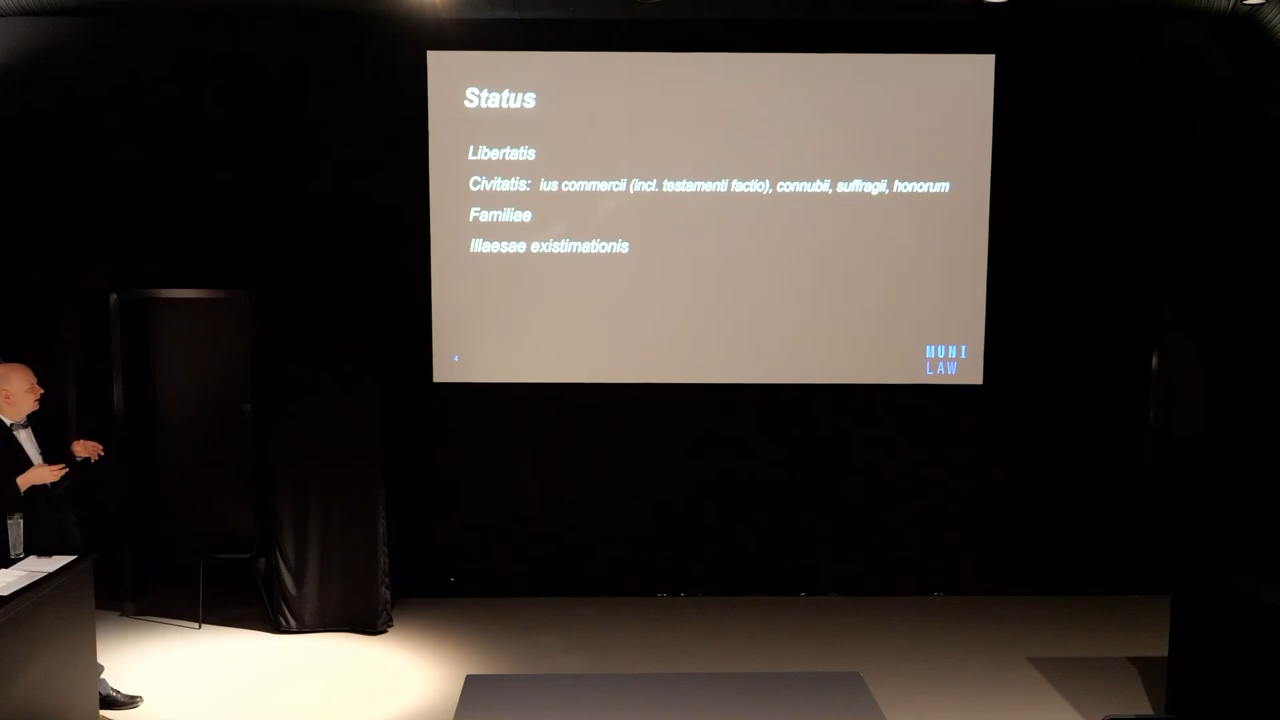 Status
Libertatis
Civitatis: ius commercii (incl. testamenti factio), connubii, suffragii, honorum
Familiae
Illaesae existimationis
4
MUNI
LAW